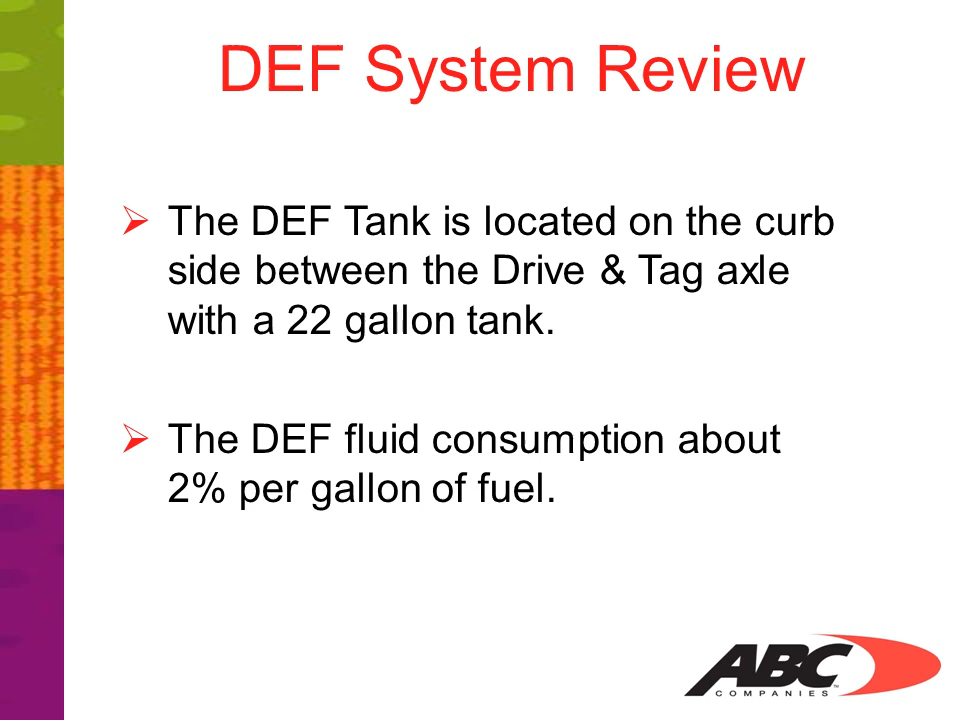 DEF System Review
The DEF Tank is located on the curb
side between the Drive & Tag axle
with a 22 gallon tank.
The DEF fluid consumption about
2% per gallon of fuel.
ABC
COMPANIES™